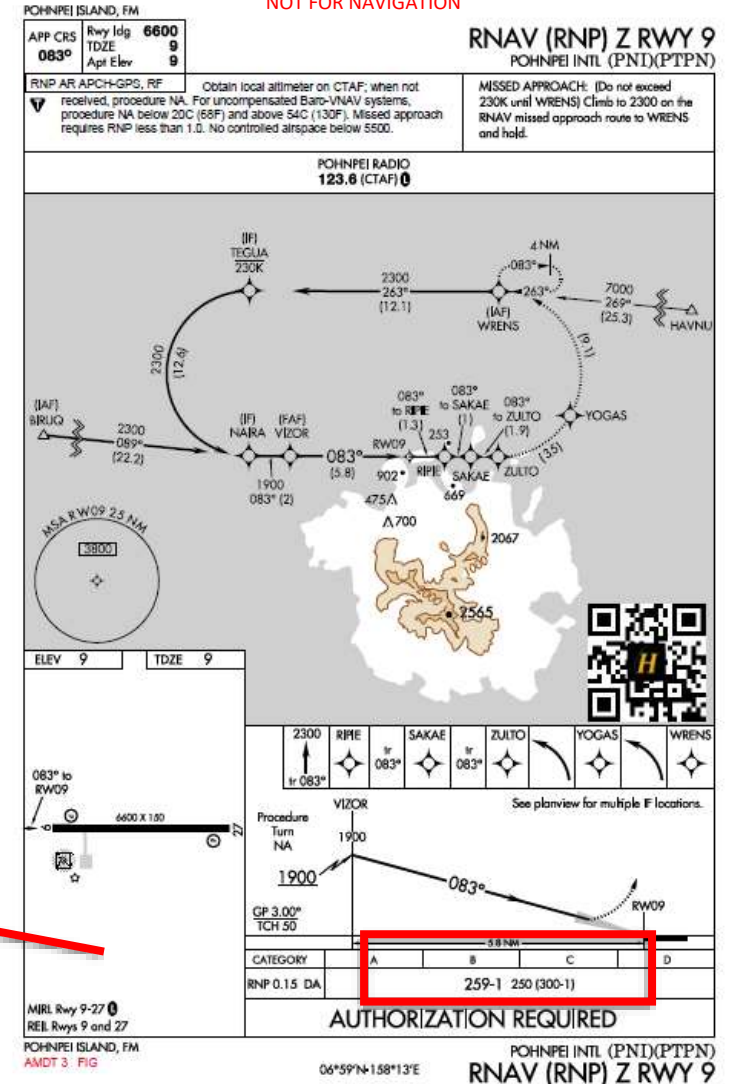 NOT FOR NAVIGATION
POHNPEI ISLAND, FM
APP CRS
083°
Rwy ldg 6600
TDZE 9
Apt Elev 9
RNAV (RNP) Z RWY 9
POHNPEI INTL (PNI)(PTPN)
RNP AR APCH-GPS, RF
Obtain local altimeter on CTAF; when not
received, procedure NA. For uncompensated Baro-VNAV systems,
procedure NA below 20C (68F) and above 54C (130F). Missed approach
requires RNP less than 1.0. No controlled airspace below 5500.
MISSED APPROACH: (Do not exceed
230K until WRENS) Climb to 2300 on the
RNAV missed approach route to WRENS
and hold.
POHNPEI RADIO
123.6 (CTAF) L
(IF)
TEGUA
230K
4 NM
083°
263°
2300
263°
(12.1)
(IAF)
WRENS
7000
269°
(25.3)
HAVNU
2300
(12.6)
(9.1)
(IAF)
BIRUQ
2300
089°
(22.2)
(IF)
NAIRA
(FAF)
VIZOR
1900
083° (2)
083°
(5.8)
RW09
083°
to RIPIE
(1.3)
083°
to SAKAE
(1)
083°
to ZULTO
(1.9)
YOGAS
(3.5)
253
RIPIE
SAKAE
ZULTO
902
669
475
700
2067
2565
MSA RW09 25 NM
3800
H
ELEV 9
TDZE 9
083° to
RW09
9
6600 X 150
27
MIRL Rwy 9-27 L
REIL Rwys 9 and 27
2300
tr 083°
RIPIE
tr
083°
SAKAE
tr
083°
ZULTO
YOGAS
WRENS
VIZOR
See planview for multiple IF locations.
Procedure
Turn
NA
1900
1900
083°
RW09
GP 3.00°
TCH 50
5.8 NM
CATEGORY A B C D
RNP 0.15 DA 259-1 250 (300-1)
AUTHORIZATION REQUIRED
POHNPEI ISLAND, FM
AMDT 3 FIG
06°59'N-158°13'E
POHNPEI INTL (PNI)(PTPN)
RNAV (RNP) Z RWY 9